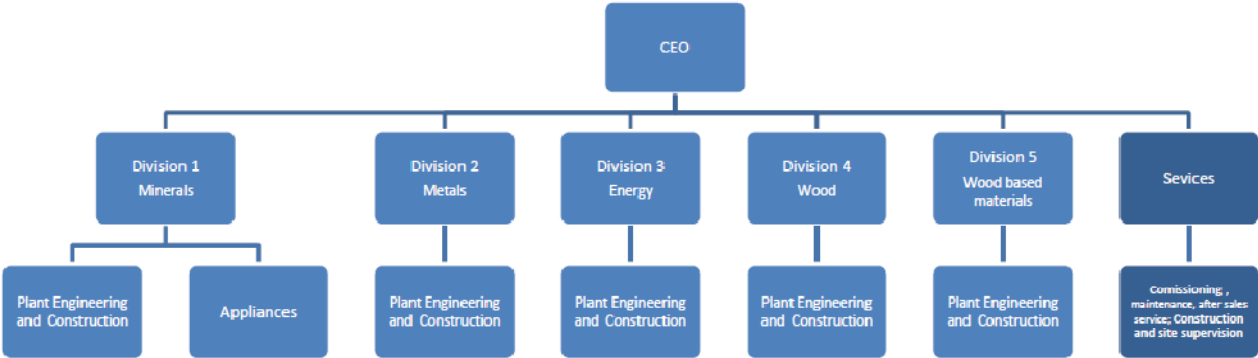 CEO
Division 1
Minerals
Division 2
Metals
Division 3
Energy
Division 4
Wood
Division 5
Wood based
materials
Sevices
Plant Engineering
and Construction
Appliances
Plant Engineering
and Construction
Plant Engineering
and Construction
Plant Engineering
and Construction
Plant Engineering
and Construction
Comissioning ,
maintenance, after sales
service; Construction
and site supervision